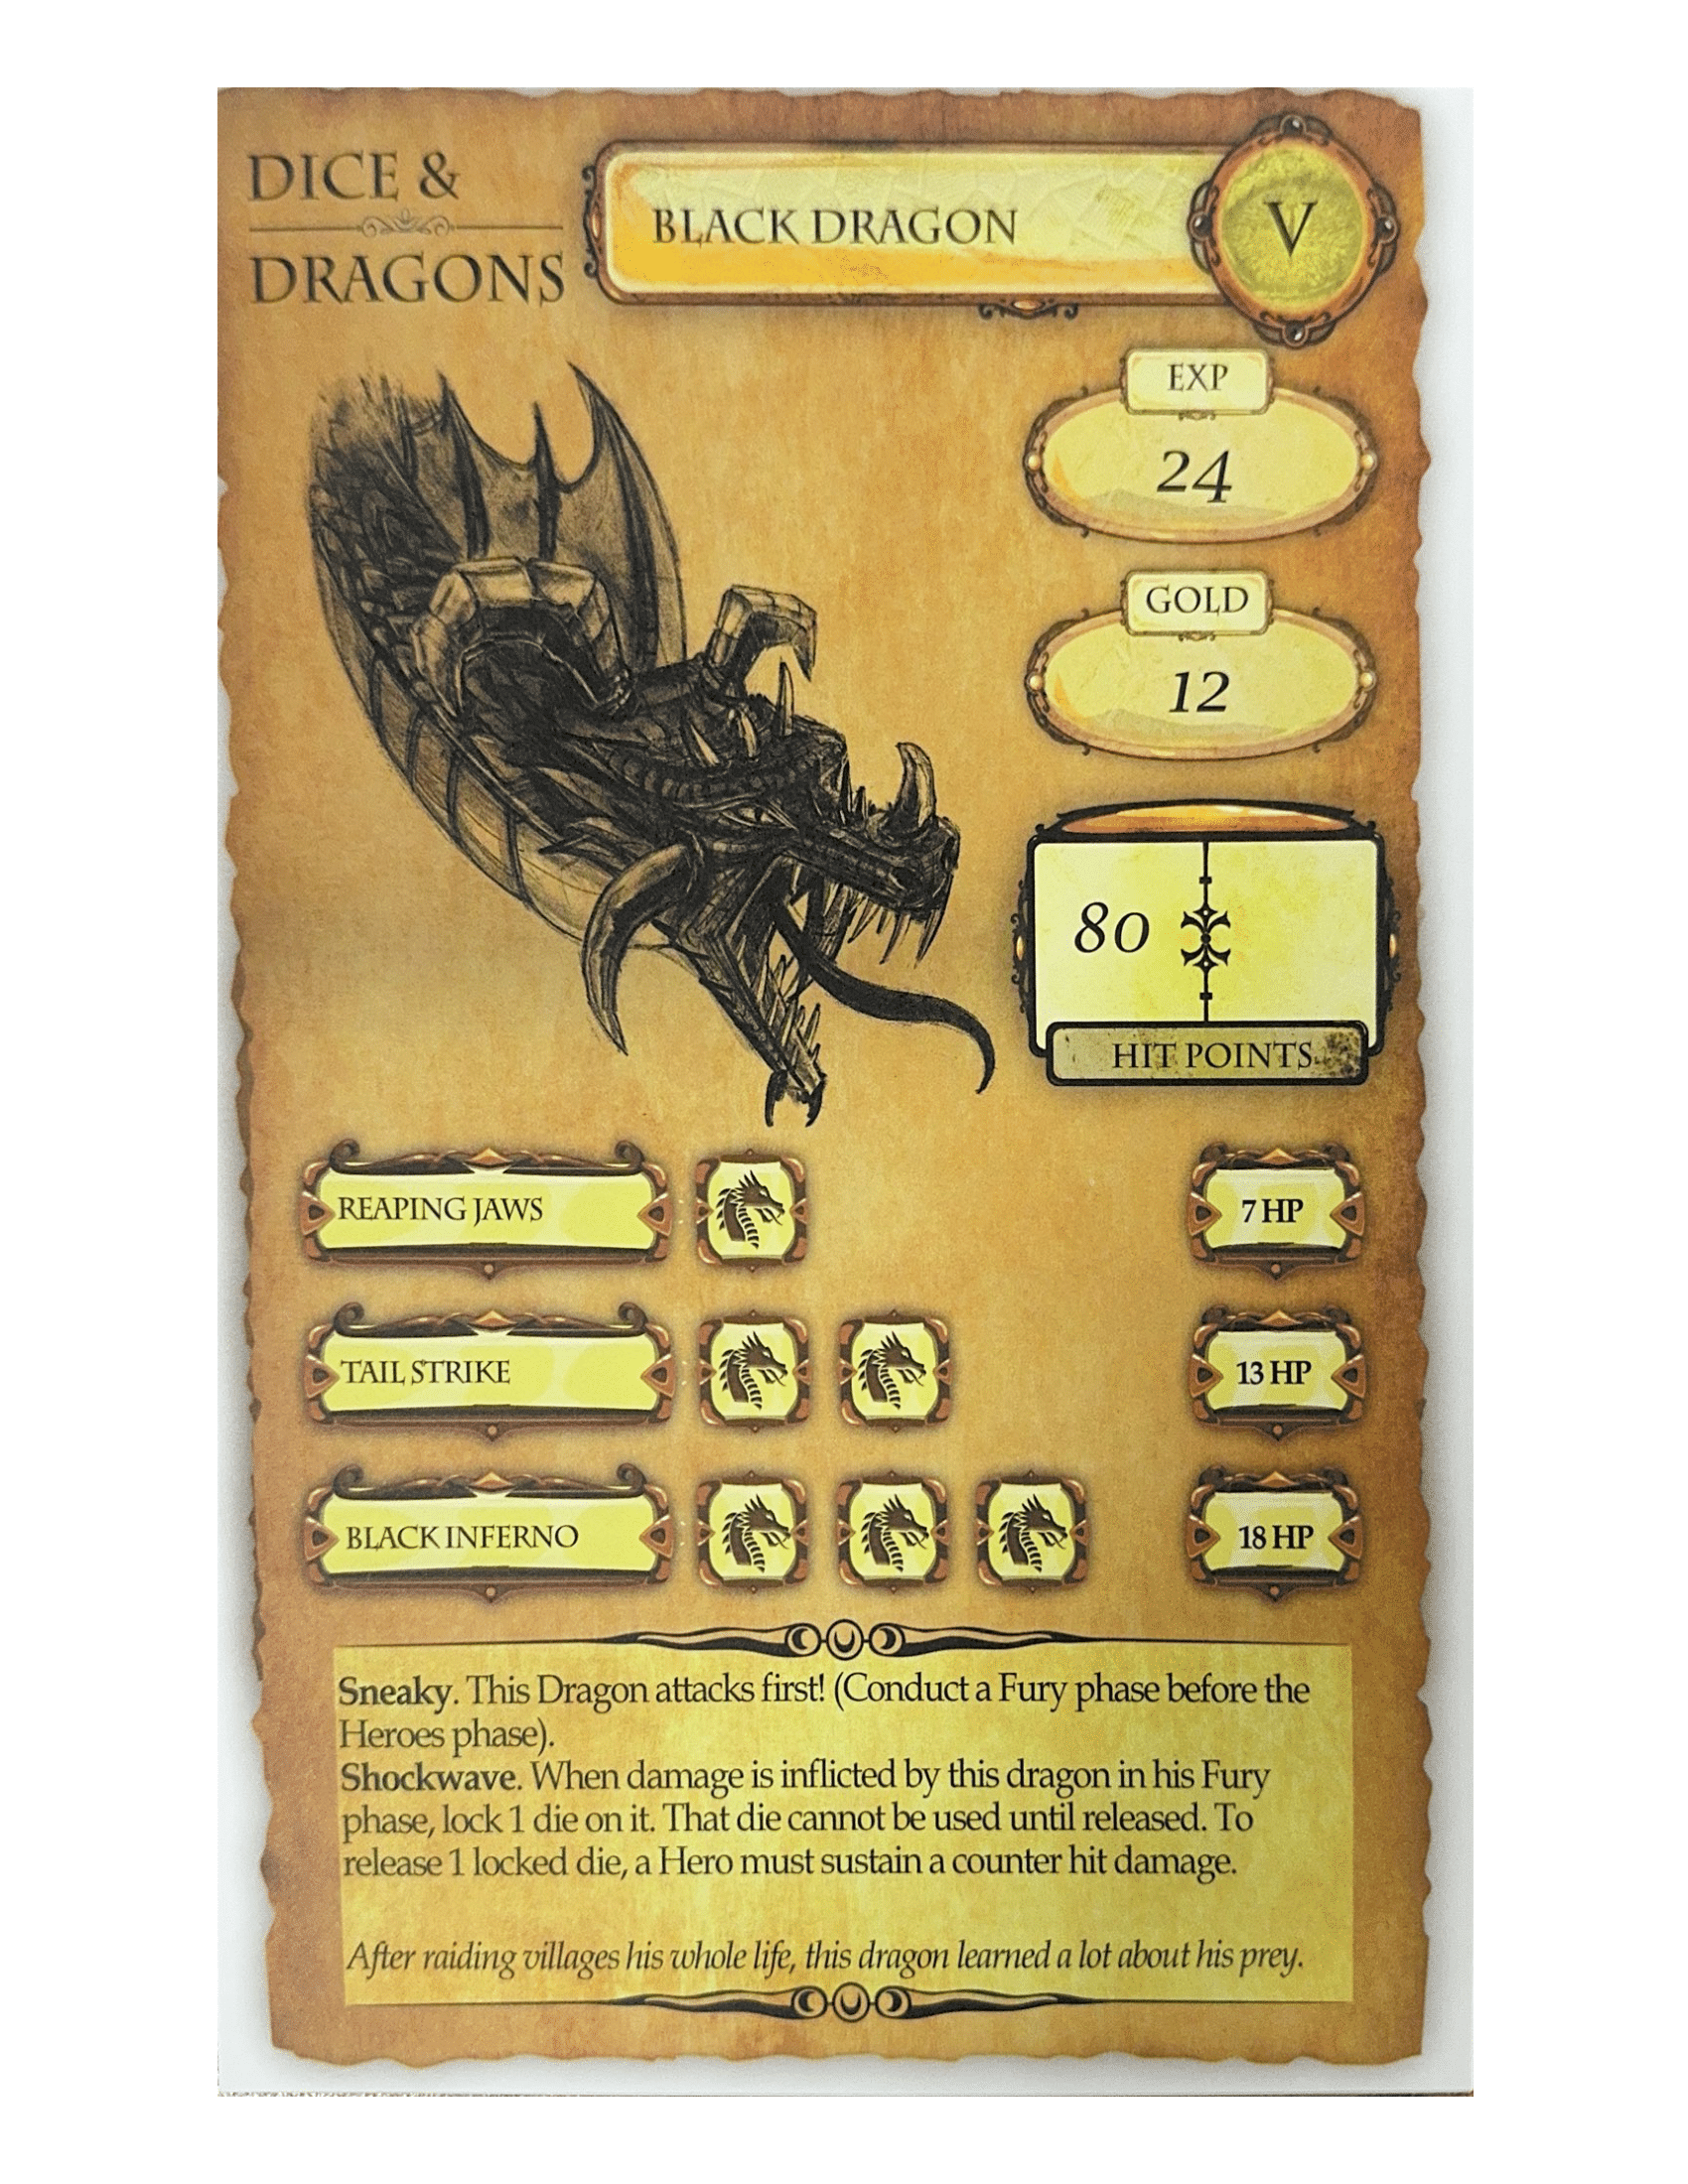 DICE &
DRAGONS
BLACK DRAGON
V
EXP
24
GOLD
12
80
HIT POINTS
REAPING JAWS
7 HP
TAIL STRIKE
13 HP
BLACK INFERNO
18 HP
Sneaky. This Dragon attacks first! (Conduct a Fury phase before the
Heroes phase).
Shockwave. When damage is inflicted by this dragon in his Fury
phase, lock 1 die on it. That die cannot be used until released. To
release 1 locked die, a Hero must sustain a counter hit damage.
After raiding villages his whole life, this dragon learned a lot about his prey.